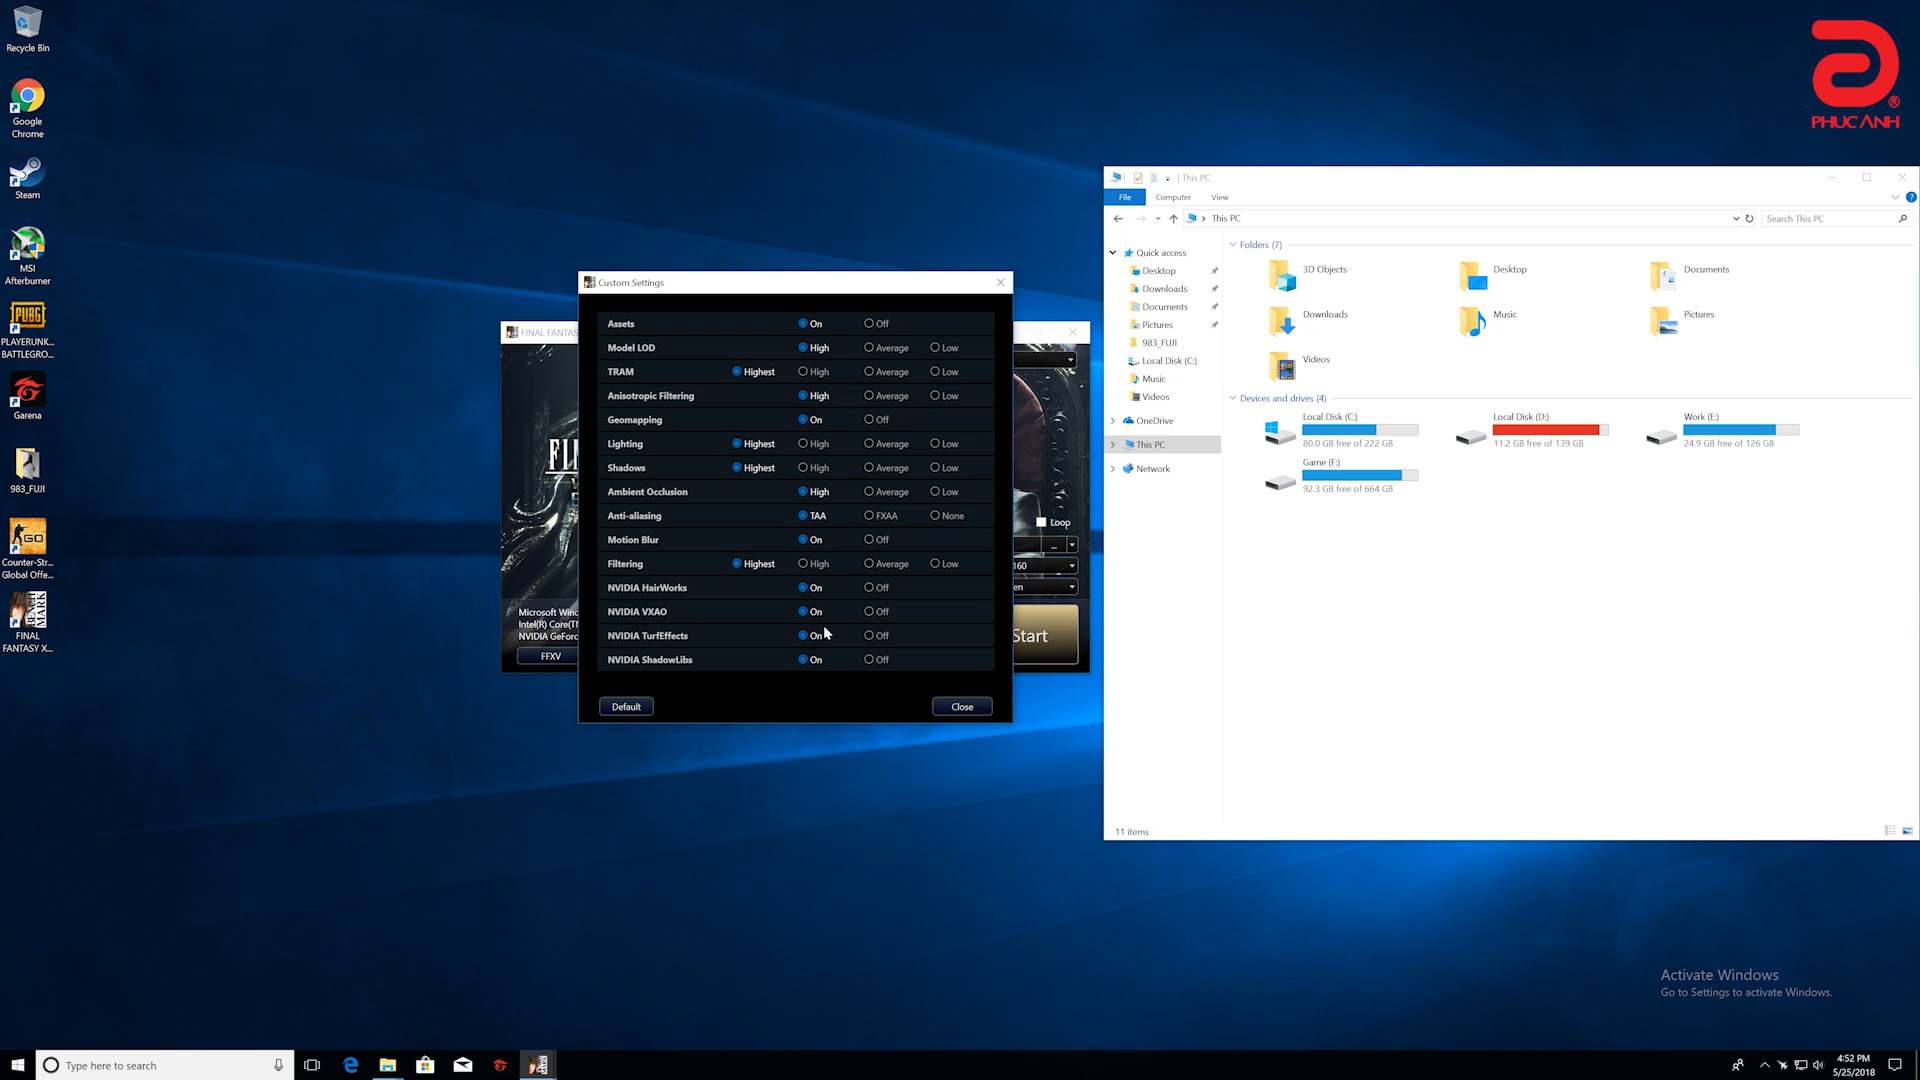 Recycle Bin
Google
Chrome
Steam
MSI
Afterburner
PLAYERUNK...
BATTLEGRO...
Garena
983_FUJI
Counter-Str...
Global Offe...
FINAL
FANTASY X...
PUBG
GO
BENCH
MARK
PHUC ANH
®
FINAL FANTAS
FIN
Microsoft Wind
Intel(R) Core(T
NVIDIA GeForc
FFXV
Loop
...
160
en
Start
Custom Settings
Assets On Off
Model LOD High Average Low
TRAM Highest High Average Low
Anisotropic Filtering High Average Low
Geomapping On Off
Lighting Highest High Average Low
Shadows Highest High Average Low
Ambient Occlusion High Average Low
Anti-aliasing TAA FXAA None
Motion Blur On Off
Filtering Highest High Average Low
NVIDIA HairWorks On Off
NVIDIA VXAO On Off
NVIDIA TurfEffects On Off
NVIDIA ShadowLibs On Off
Default Close
This PC
File Computer View
This PC
Search This PC
Quick access
Desktop
Downloads
Documents
Pictures
983_FUJI
Local Disk (C:)
Music
Videos
OneDrive
This PC
Network
Folders (7)
3D Objects Desktop Documents
Downloads Music Pictures
Videos
Devices and drives (4)
Local Disk (C:) Local Disk (D:) Work (E:)
80.0 GB free of 222 GB 11.2 GB free of 139 GB 24.9 GB free of 126 GB
Game (F:)
92.3 GB free of 664 GB
11 items
Activate Windows
Go to Settings to activate Windows.
Type here to search
4:52 PM
5/25/2018